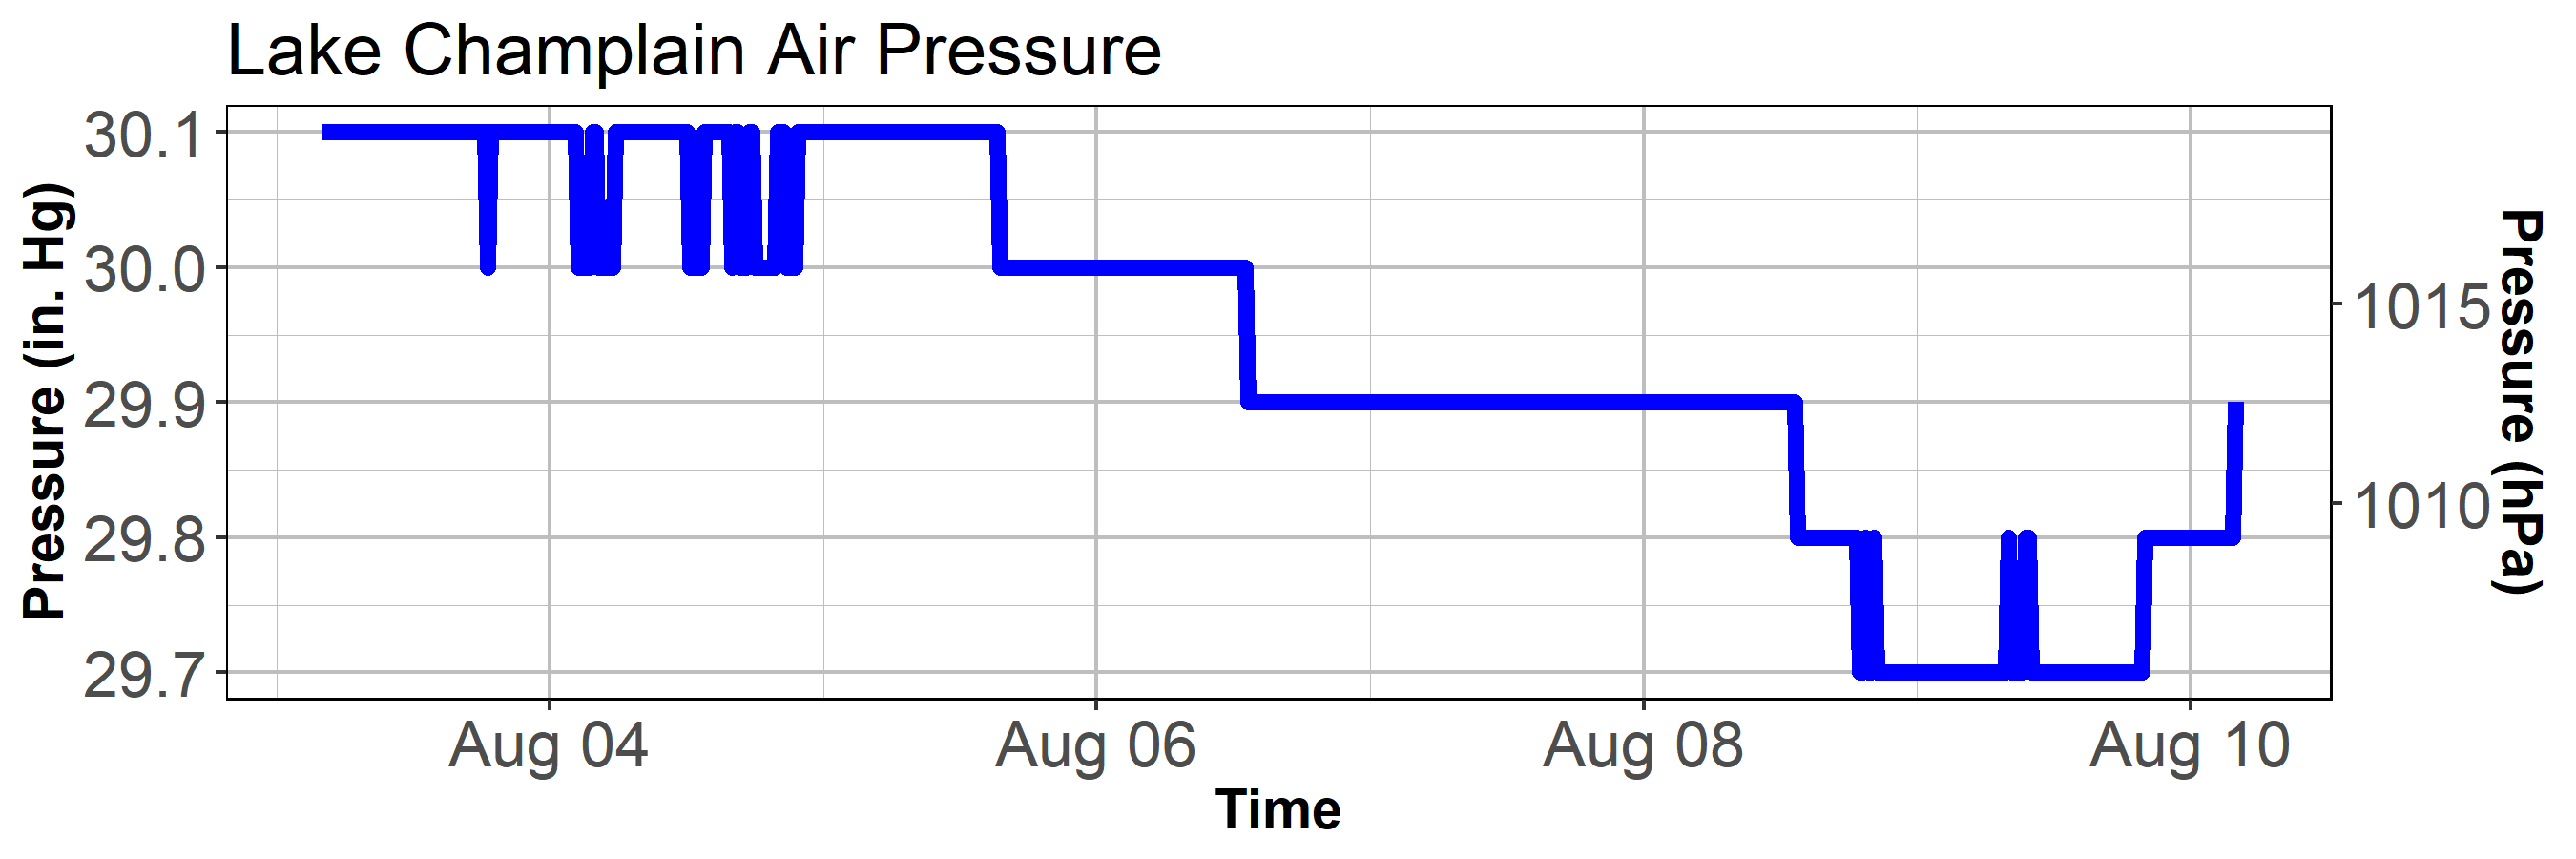 Lake Champlain Air Pressure
30.1
30.0
29.9
29.8
29.7
Pressure (in. Hg)
1015
1010
Pressure (hPa)
Aug 04
Aug 06
Aug 08
Aug 10
Time